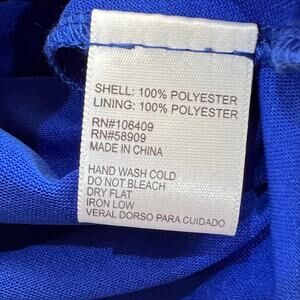 SHELL: 100% POLYESTER
LINING: 100% POLYESTER
RN#106409
RN#58909
MADE IN CHINA
HAND WASH COLD
DO NOT BLEACH
DRY FLAT
IRON LOW
VERAL DORSO PARA CUIDADO